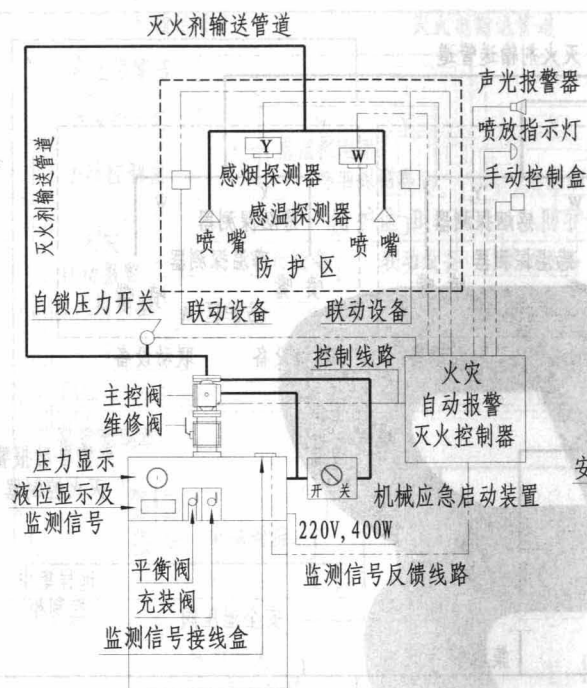 灭火剂输送管道
声光报警器
喷放指示灯
手动控制盒
灭火剂输送管道
Y
W
感烟探测器
感温探测器
喷嘴
喷嘴
防护区
自锁压力开关
联动设备
联动设备
控制线路
火灾
自动报警
灭火控制器
主控阀
维修阀
压力显示
液位显示及
监测信号
开 关
机械应急启动装置
安
220V, 400W
平衡阀
监测信号反馈线路
充装阀
监测信号接线盒